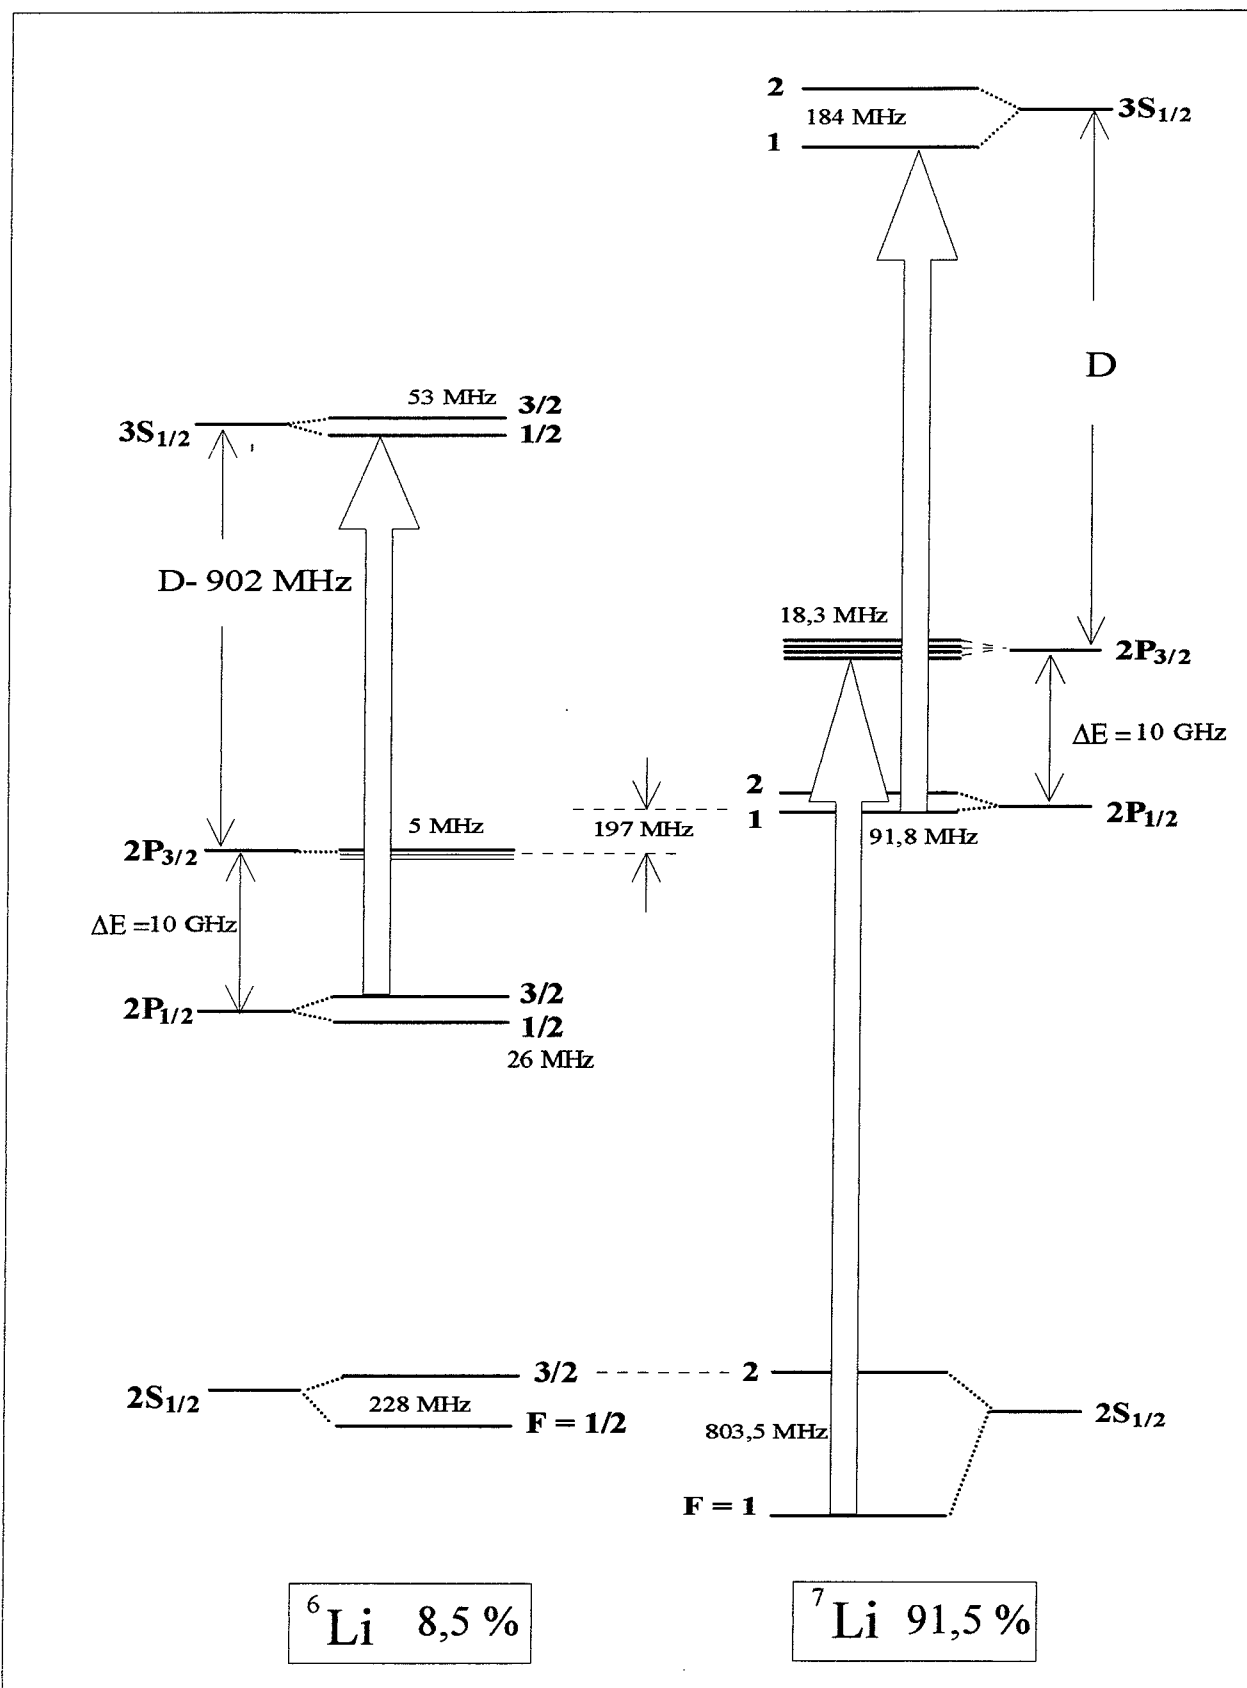 2
184 MHz
3S1/2
1
D
53 MHz
3/2
3S1/2
1/2
D- 902 MHz
18,3 MHz
2P3/2
ΔE = 10 GHz
2
197 MHz
1
91,8 MHz
2P1/2
5 MHz
2P3/2
ΔE =10 GHz
3/2
2P1/2
1/2
26 MHz
3/2
2
2S1/2
228 MHz
F = 1/2
803,5 MHz
2S1/2
F = 1
6Li 8,5 %
7Li 91,5 %